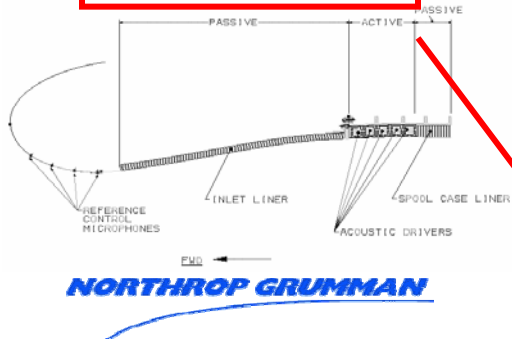 PASSIVE
PASSIVE
ACTIVE
INLET LINER
SPOOL CASE LINER
REFERENCE
CONTROL
MICROPHONES
ACOUSTIC DRIVERS
FWD
NORTHROP GRUMMAN